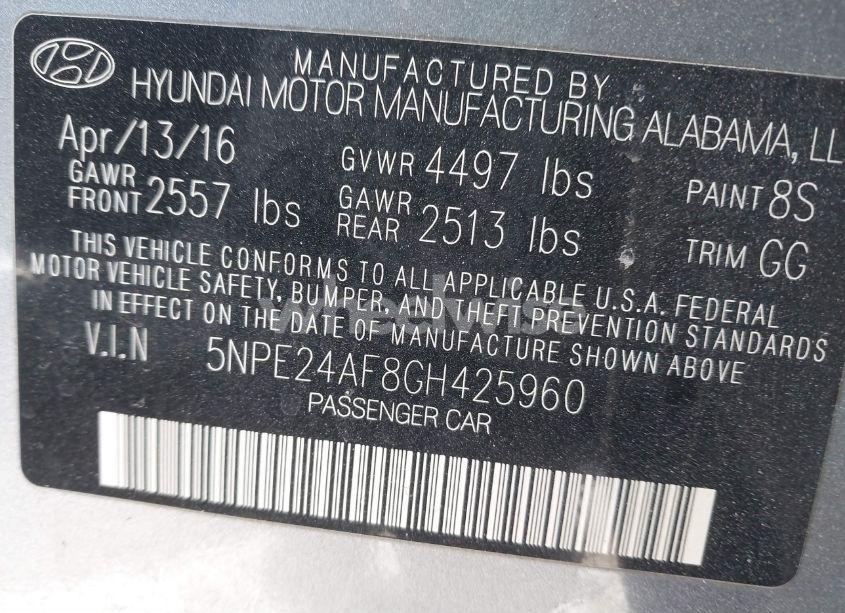 MANUFACTURED BY
HYUNDAI MOTOR MANUFACTURING ALABAMA, LL
Apr/13/16 GVWR 4497 lbs PAINT 8S
GAWR FRONT 2557 lbs GAWR REAR 2513 lbs TRIM GG
THIS VEHICLE CONFORMS TO ALL APPLICABLE U.S.A. FEDERAL
MOTOR VEHICLE SAFETY, BUMPER, AND THEFT PREVENTION STANDARDS
IN EFFECT ON THE DATE OF MANUFACTURE SHOWN ABOVE
V.I.N 5NPE24AF8GH425960
PASSENGER CAR
wheelwise